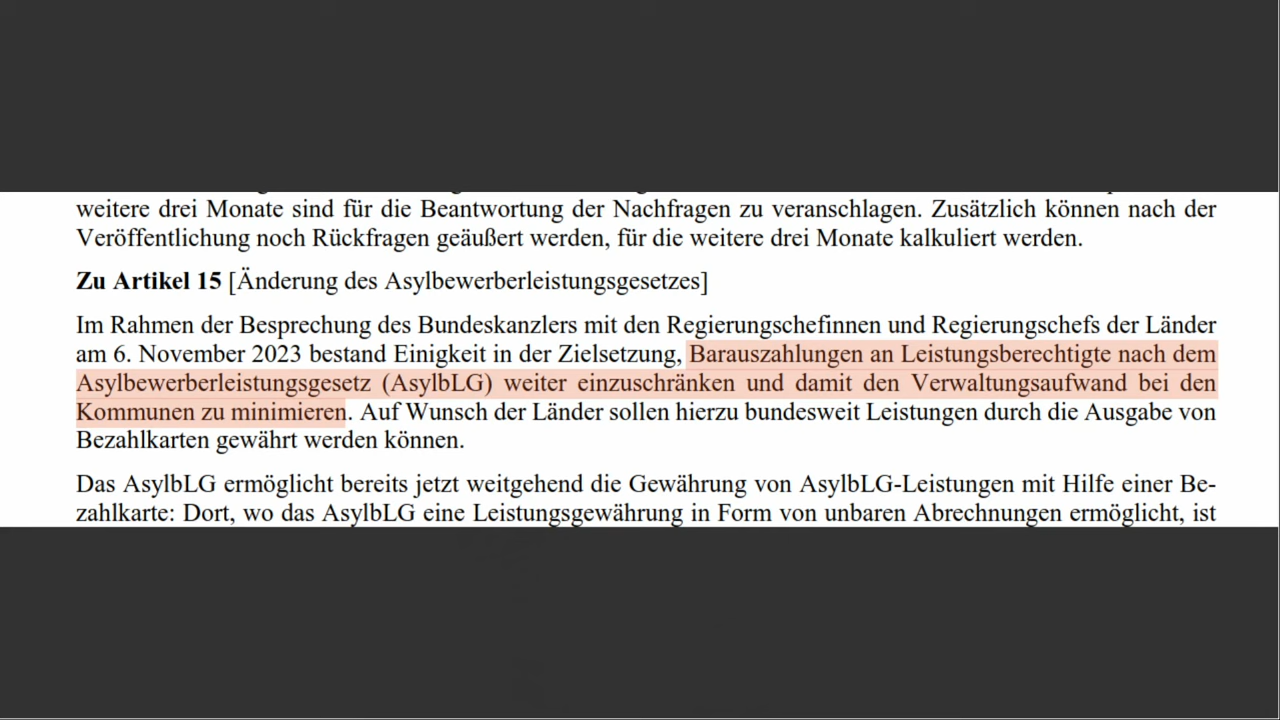 weitere drei Monate sind für die Beantwortung der Nachfragen zu veranschlagen. Zusätzlich können nach der
Veröffentlichung noch Rückfragen geäußert werden, für die weitere drei Monate kalkuliert werden.
Zu Artikel 15 [Änderung des Asylbewerberleistungsgesetzes]
Im Rahmen der Besprechung des Bundeskanzlers mit den Regierungschefinnen und Regierungschefs der Länder
am 6. November 2023 bestand Einigkeit in der Zielsetzung, Barauszahlungen an Leistungsberechtigte nach dem
Asylbewerberleistungsgesetz (AsylbLG) weiter einzuschränken und damit den Verwaltungsaufwand bei den
Kommunen zu minimieren. Auf Wunsch der Länder sollen hierzu bundesweit Leistungen durch die Ausgabe von
Bezahlkarten gewährt werden können.
Das AsylbLG ermöglicht bereits jetzt weitgehend die Gewährung von AsylbLG-Leistungen mit Hilfe einer Be-
zahlkarte: Dort, wo das AsylbLG eine Leistungsgewährung in Form von unbaren Abrechnungen ermöglicht, ist